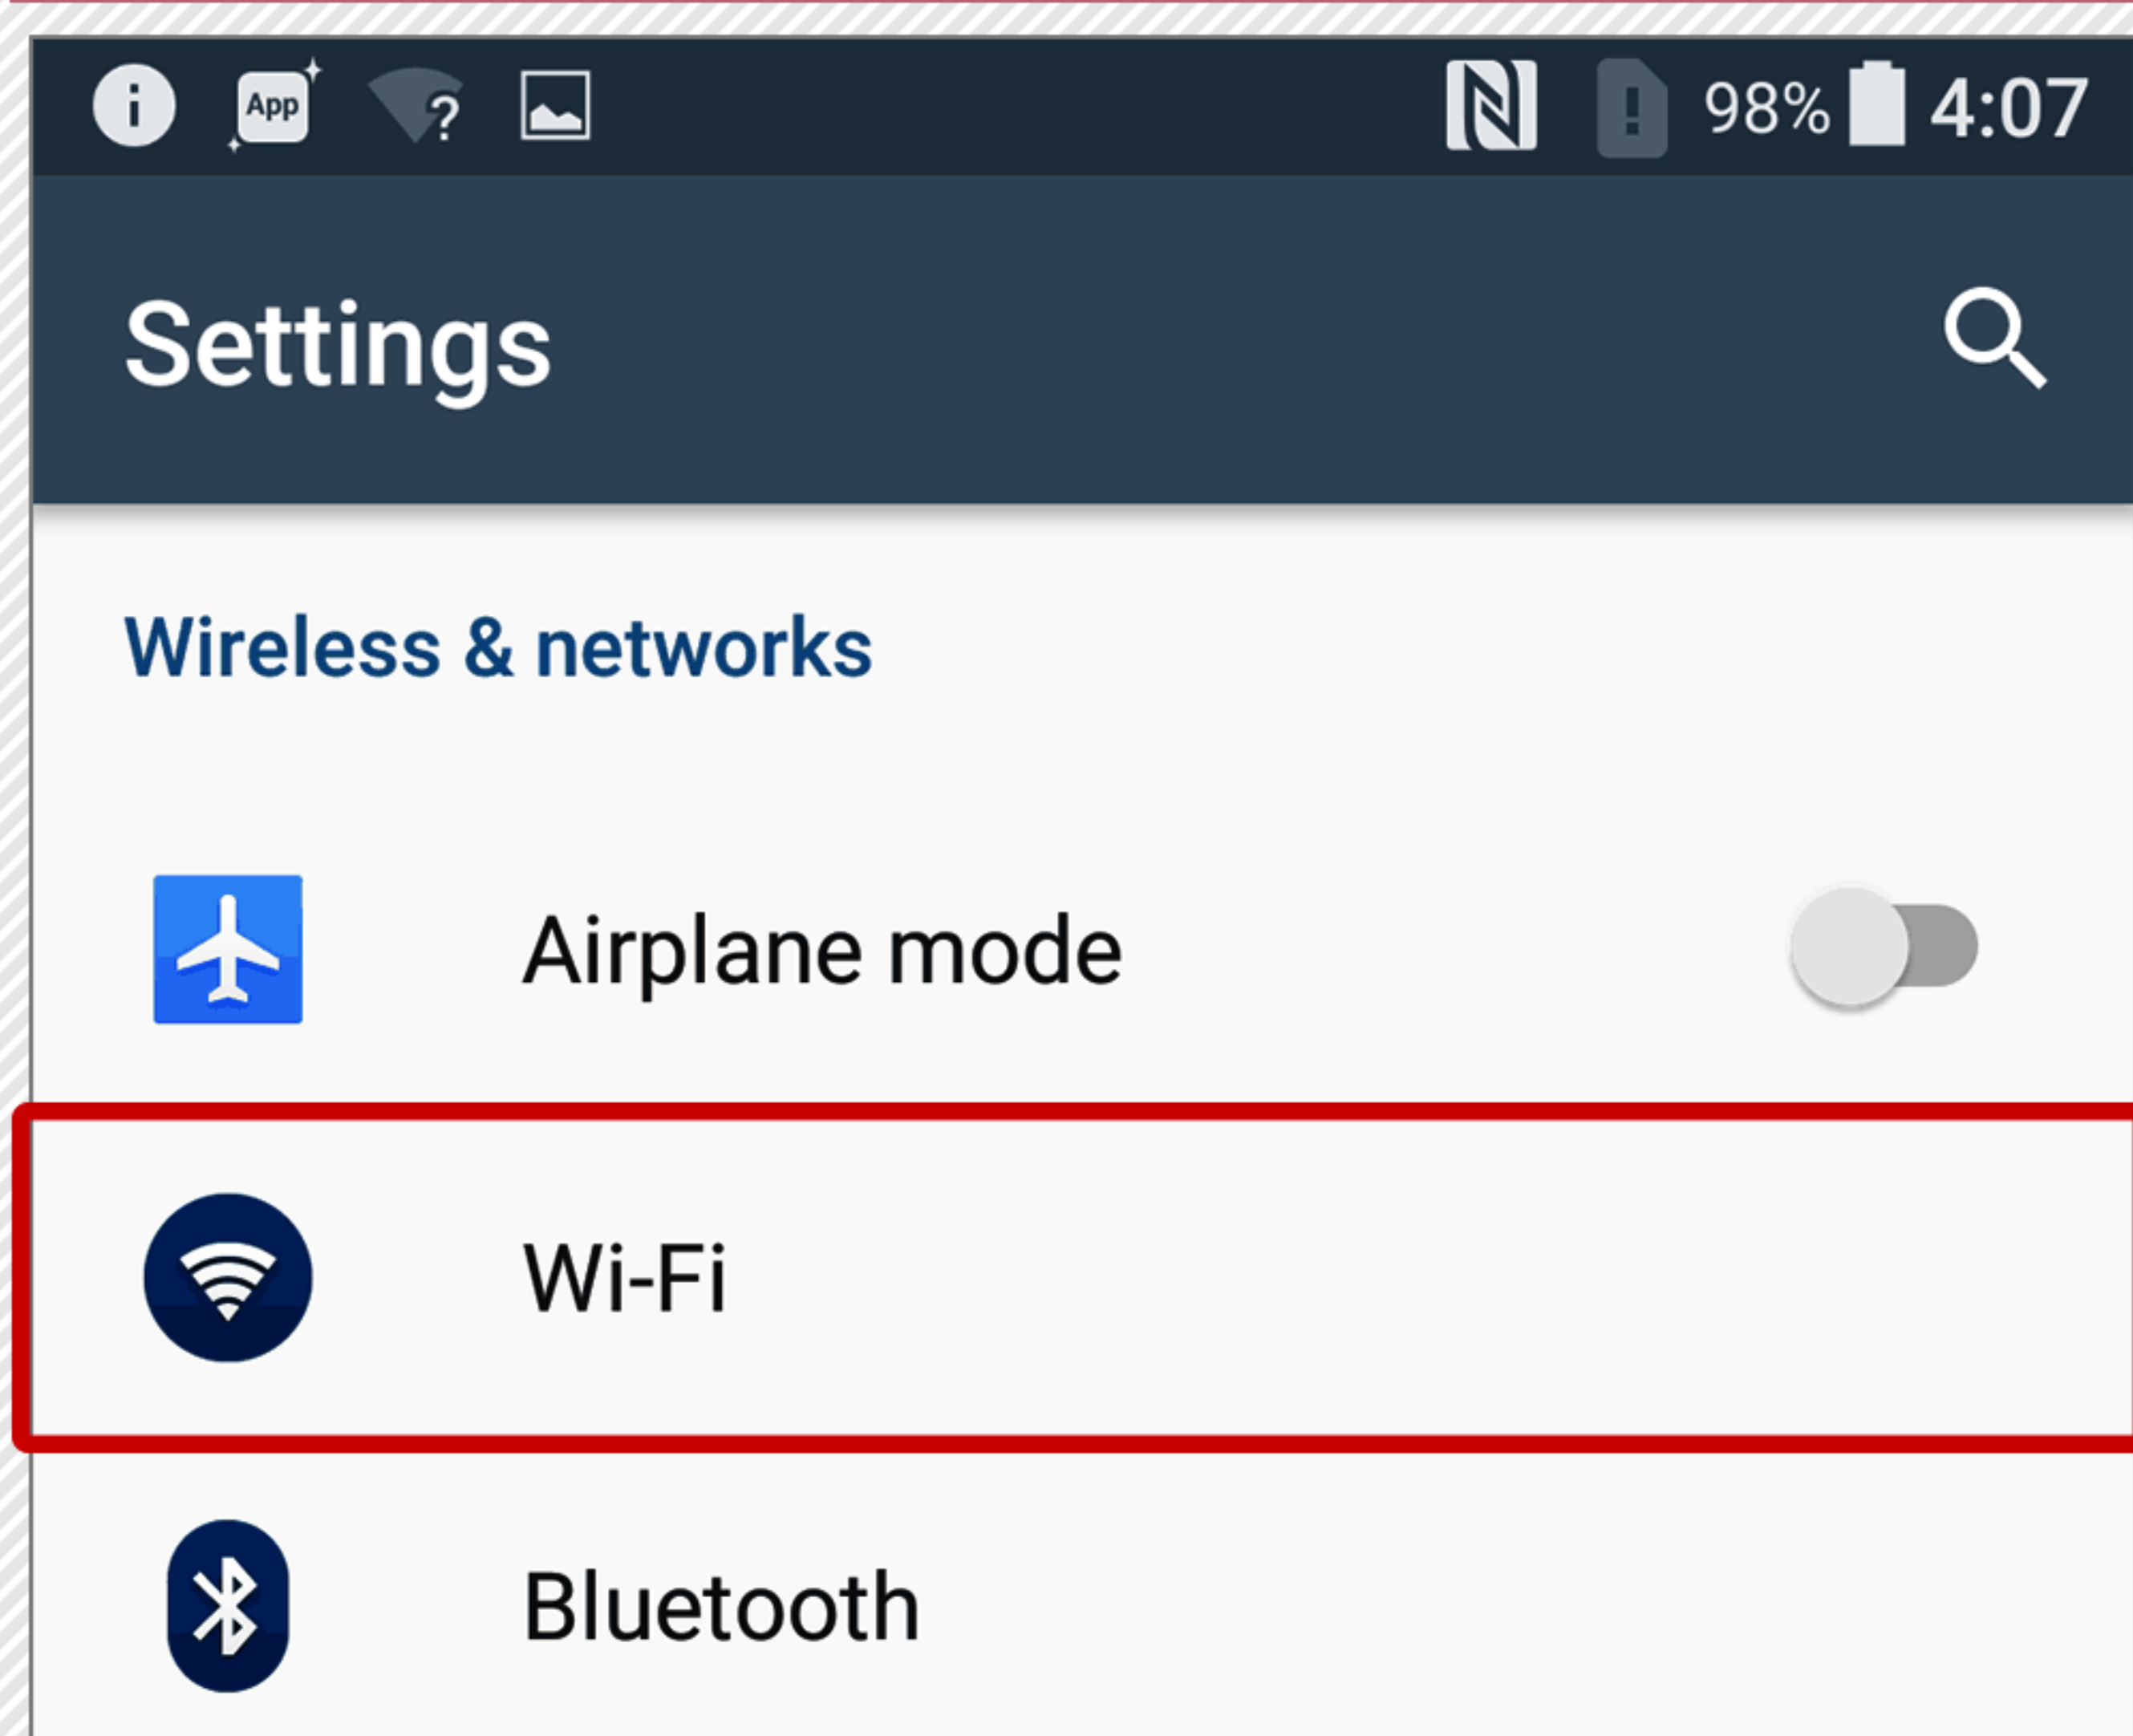 App ? 98% 4:07
Settings
Wireless & networks
Airplane mode
Wi-Fi
Bluetooth